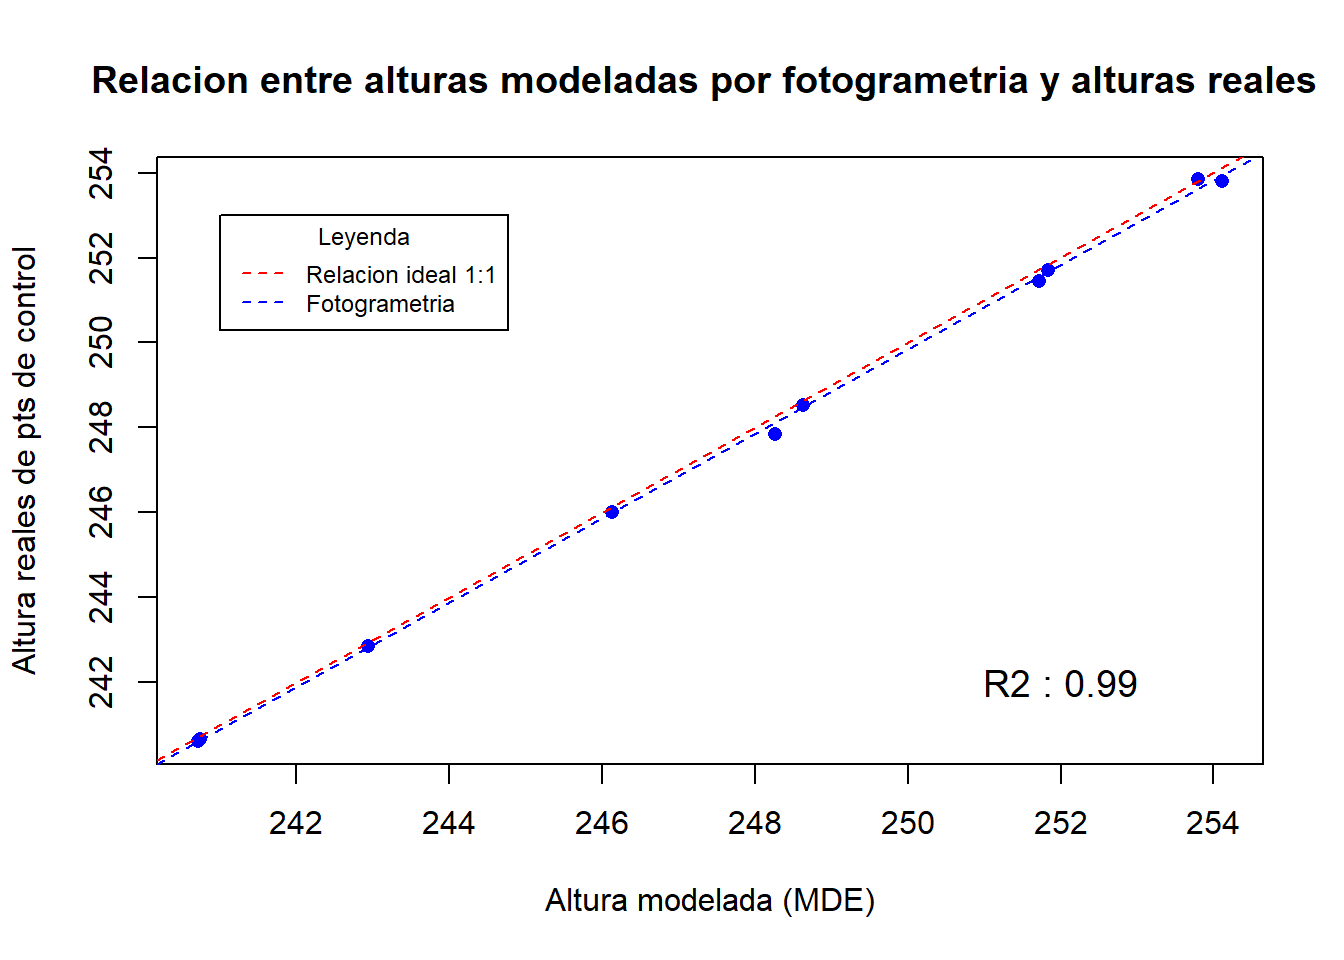 Relacion entre alturas modeladas por fotogrametria y alturas reales
Altura reales de pts de control
254
252
250
248
246
244
242
Leyenda
Relacion ideal 1:1
Fotogrametria
R2 : 0.99
242 244 246 248 250 252 254
Altura modelada (MDE)